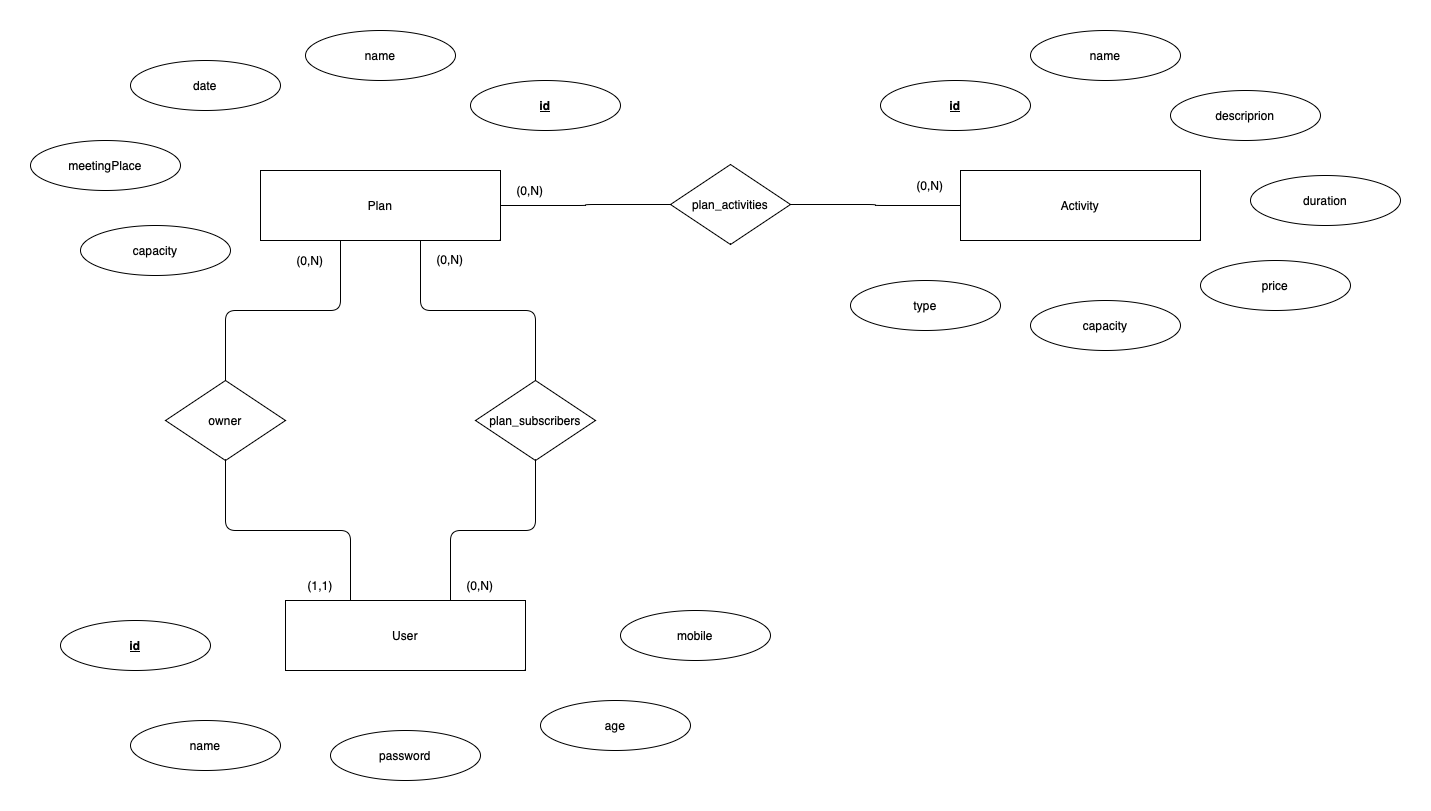 name
name
date
id
id
descriprion
meetingPlace
(0,N)
(0,N)
duration
Plan
plan_activities
Activity
capacity
(0,N)
(0,N)
price
type
capacity
owner
plan_subscribers
(1,1)
(0,N)
id
User
mobile
age
name
password